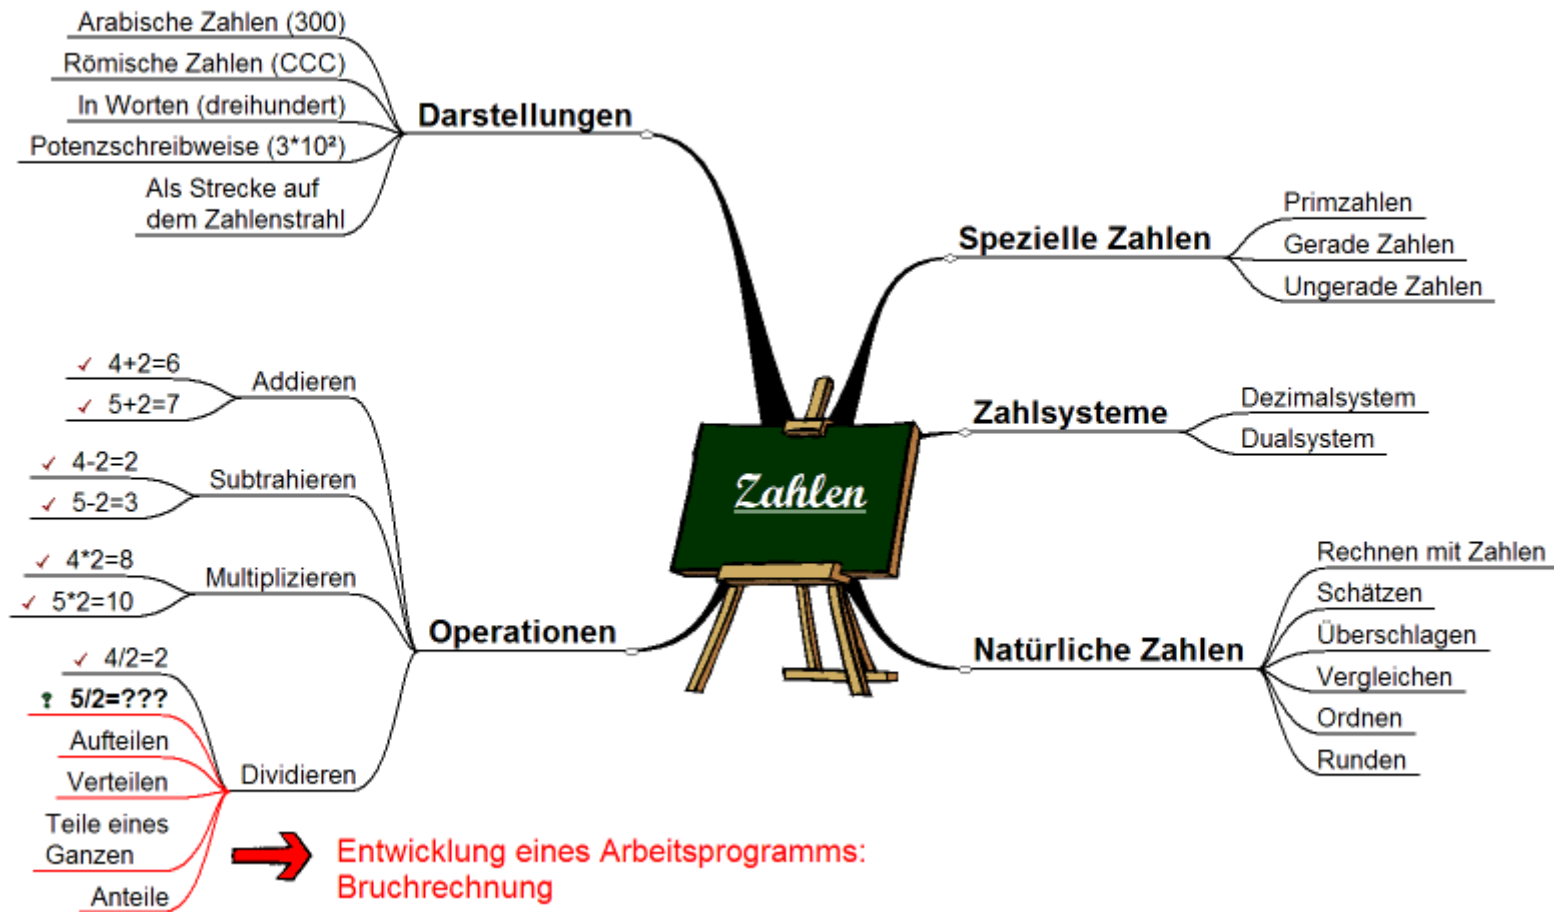 Arabische Zahlen (300)
Römische Zahlen (CCC)
In Worten (dreihundert)
Potenzschreibweise (3*10²)
Als Strecke auf
dem Zahlenstrahl
Darstellungen
Spezielle Zahlen
Primzahlen
Gerade Zahlen
Ungerade Zahlen
4+2=6
5+2=7
Addieren
4-2=2
5-2=3
Subtrahieren
4*2=8
5*2=10
Multiplizieren
4/2=2
5/2=???
Aufteilen
Verteilen
Teile eines
Ganzen
Anteile
Dividieren
Operationen
Zahlen
Zahlsysteme
Dezimalsystem
Dualsystem
Natürliche Zahlen
Rechnen mit Zahlen
Schätzen
Überschlagen
Vergleichen
Ordnen
Runden
Entwicklung eines Arbeitsprogramms:
Bruchrechnung